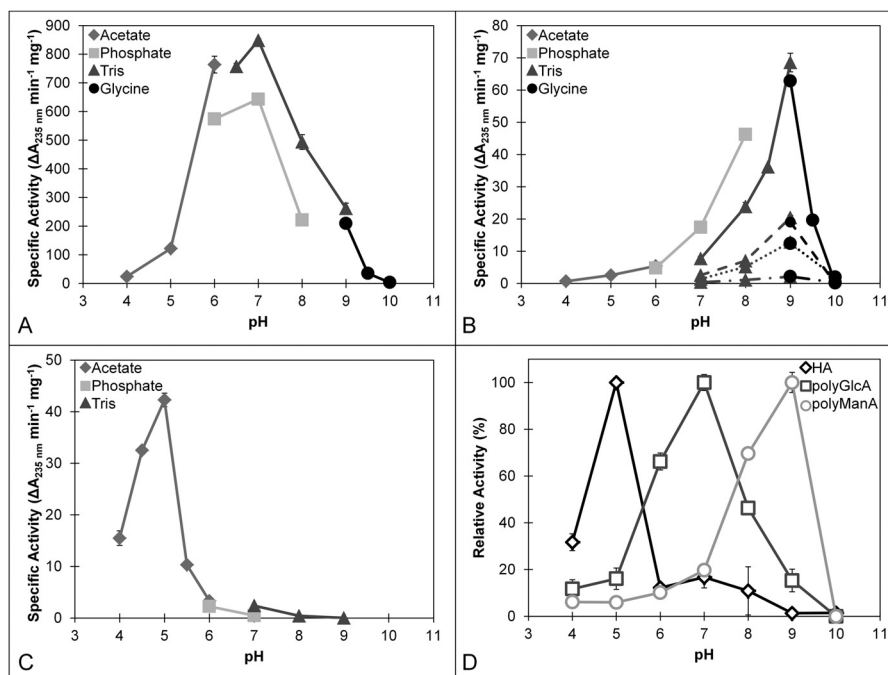 900
800
700
600
500
400
300
200
100
0
3 4 5 6 7 8 9 10 11
Specific Activity (ΔA235 nm min-1 mg-1)
pH
Acetate
Phosphate
Tris
Glycine
A
80
70
60
50
40
30
20
10
0
3 4 5 6 7 8 9 10 11
Specific Activity (ΔA235 nm min-1 mg-1)
pH
Acetate
Phosphate
Tris
Glycine
B
50
40
30
20
10
0
3 4 5 6 7 8 9 10 11
Specific Activity (ΔA235 nm min-1 mg-1)
pH
Acetate
Phosphate
Tris
C
120
100
80
60
40
20
0
3 4 5 6 7 8 9 10 11
Relative Activity (%)
pH
HA
polyGlcA
polyManA
D